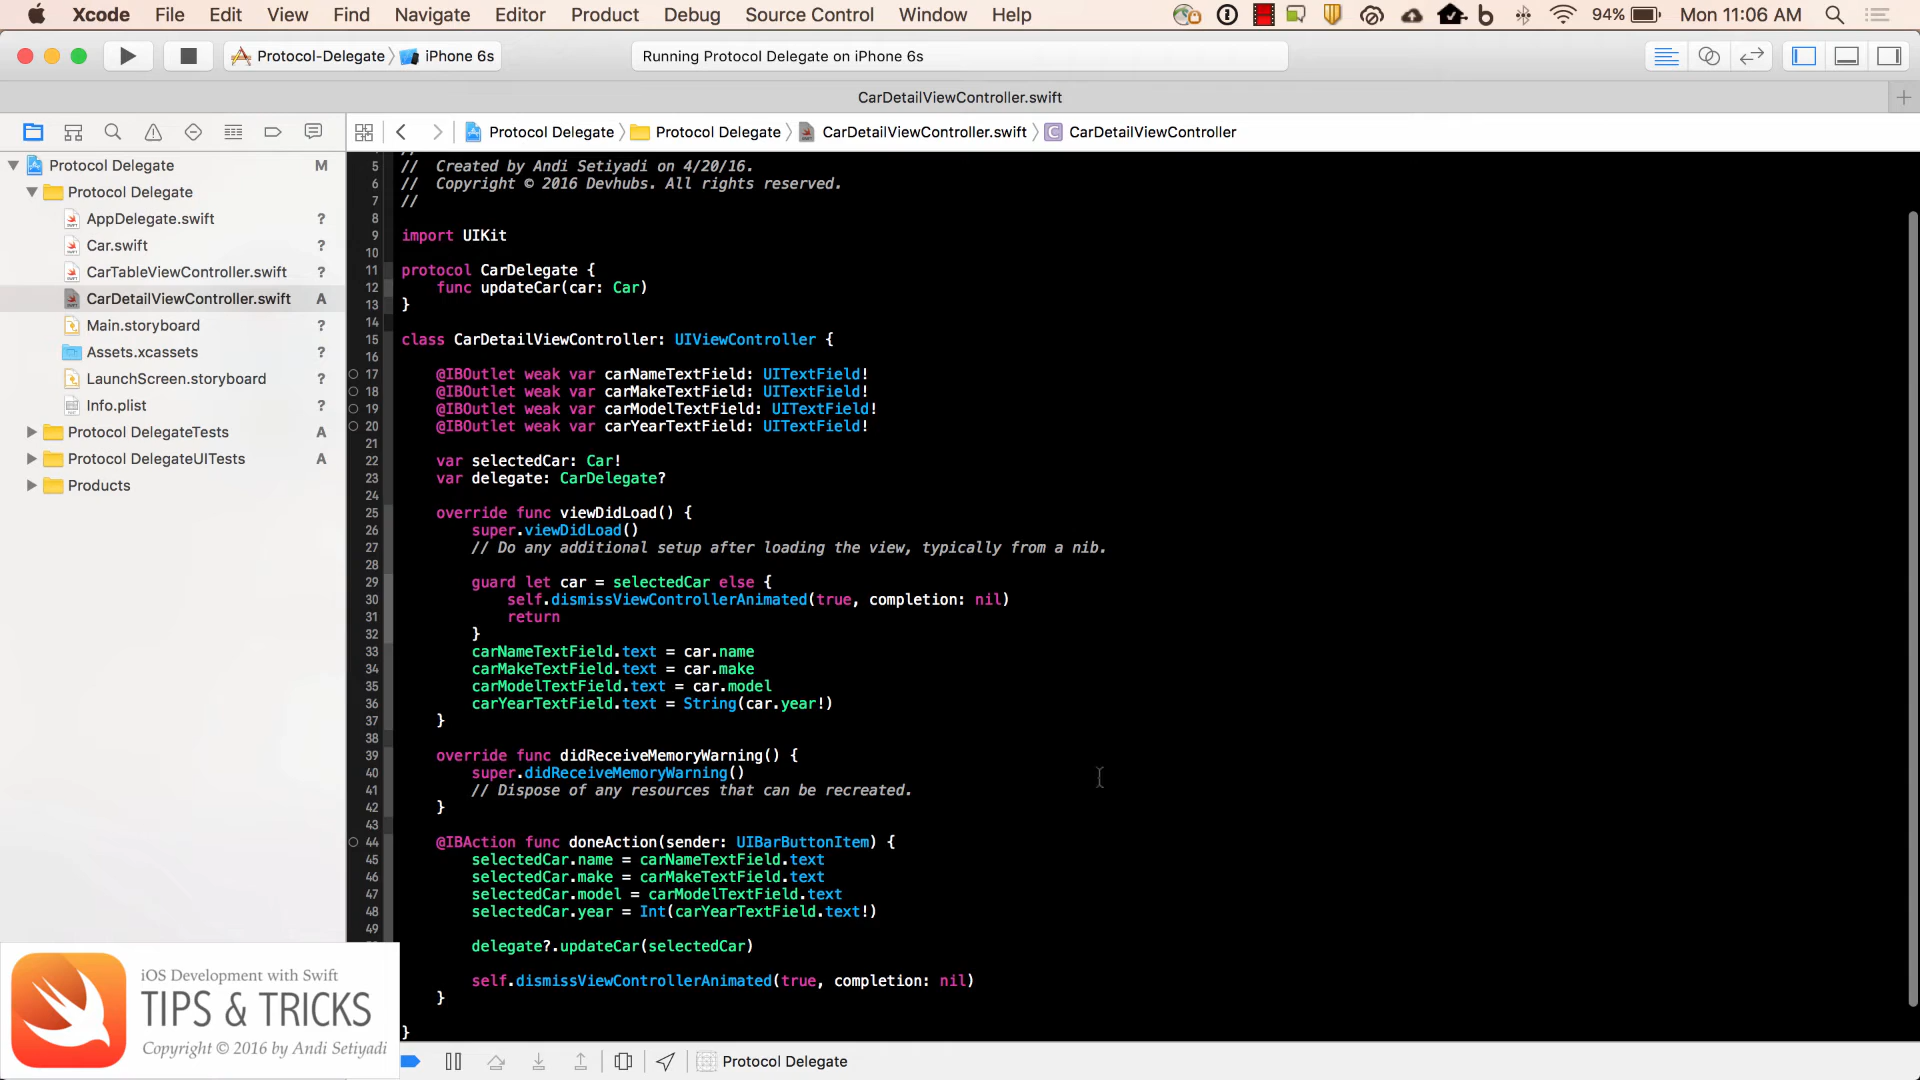 Xcode File Edit View Find Navigate Editor Product Debug Source Control Window Help 94% Mon 11:06 AM
Protocol-Delegate iPhone 6s Running Protocol Delegate on iPhone 6s
CarDetailViewController.swift
Protocol Delegate Protocol Delegate CarDetailViewController.swift C CarDetailViewController
Protocol Delegate M
Protocol Delegate
AppDelegate.swift ?
Car.swift ?
CarTableViewController.swift ?
CarDetailViewController.swift A
Main.storyboard ?
Assets.xcassets ?
LaunchScreen.storyboard ?
Info.plist ?
Protocol DelegateTests A
Protocol DelegateUITests A
Products
5 // Created by Andi Setiyadi on 4/20/16.
6 // Copyright © 2016 Devhubs. All rights reserved.
7 //
8
9 import UIKit
10
11 protocol CarDelegate {
12 func updateCar(car: Car)
13 }
14
15 class CarDetailViewController: UIViewController {
16
17 @IBOutlet weak var carNameTextField: UITextField!
18 @IBOutlet weak var carMakeTextField: UITextField!
19 @IBOutlet weak var carModelTextField: UITextField!
20 @IBOutlet weak var carYearTextField: UITextField!
21
22 var selectedCar: Car!
23 var delegate: CarDelegate?
24
25 override func viewDidLoad() {
26 super.viewDidLoad()
27 // Do any additional setup after loading the view, typically from a nib.
28
29 guard let car = selectedCar else {
30 self.dismissViewControllerAnimated(true, completion: nil)
31 return
32 }
33 carNameTextField.text = car.name
34 carMakeTextField.text = car.make
35 carModelTextField.text = car.model
36 carYearTextField.text = String(car.year!)
37 }
38
39 override func didReceiveMemoryWarning() {
40 super.didReceiveMemoryWarning()
41 // Dispose of any resources that can be recreated.
42 }
43
44 @IBAction func doneAction(sender: UIBarButtonItem) {
45 selectedCar.name = carNameTextField.text
46 selectedCar.make = carMakeTextField.text
47 selectedCar.model = carModelTextField.text
48 selectedCar.year = Int(carYearTextField.text!)
49
delegate?.updateCar(selectedCar)
self.dismissViewControllerAnimated(true, completion: nil)
}
}
iOS Development with Swift
TIPS & TRICKS
Copyright © 2016 by Andi Setiyadi
Protocol Delegate